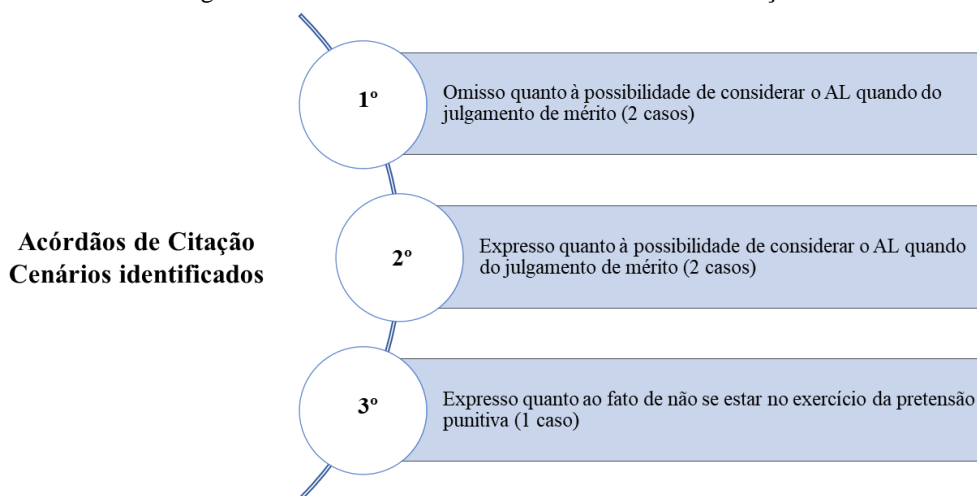 1º
Omisso quanto à possibilidade de considerar o AL quando do
julgamento de mérito (2 casos)
Acórdãos de Citação
Cenários identificados
2º
Expresso quanto à possibilidade de considerar o AL quando
do julgamento de mérito (2 casos)
3º
Expresso quanto ao fato de não se estar no exercício da pretensão
punitiva (1 caso)